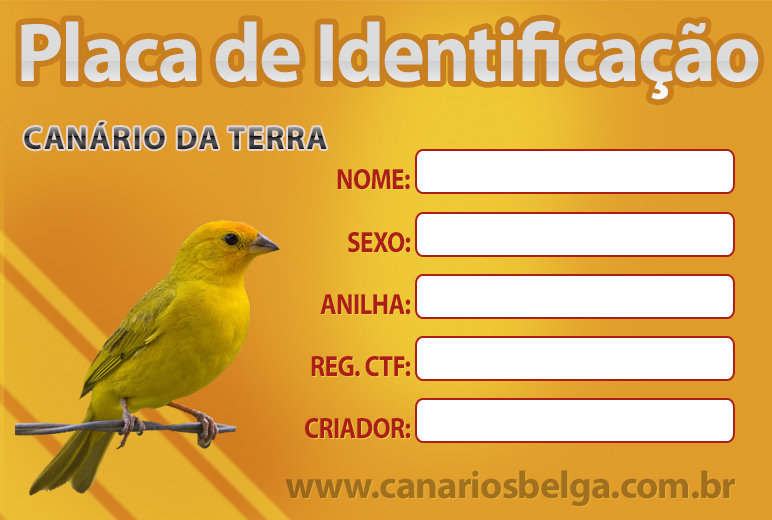 Placa de Identificação
CANÁRIO DA TERRA
NOME:
SEXO:
ANILHA:
REG. CTF:
CRIADOR:
www.canariosbelga.com.br